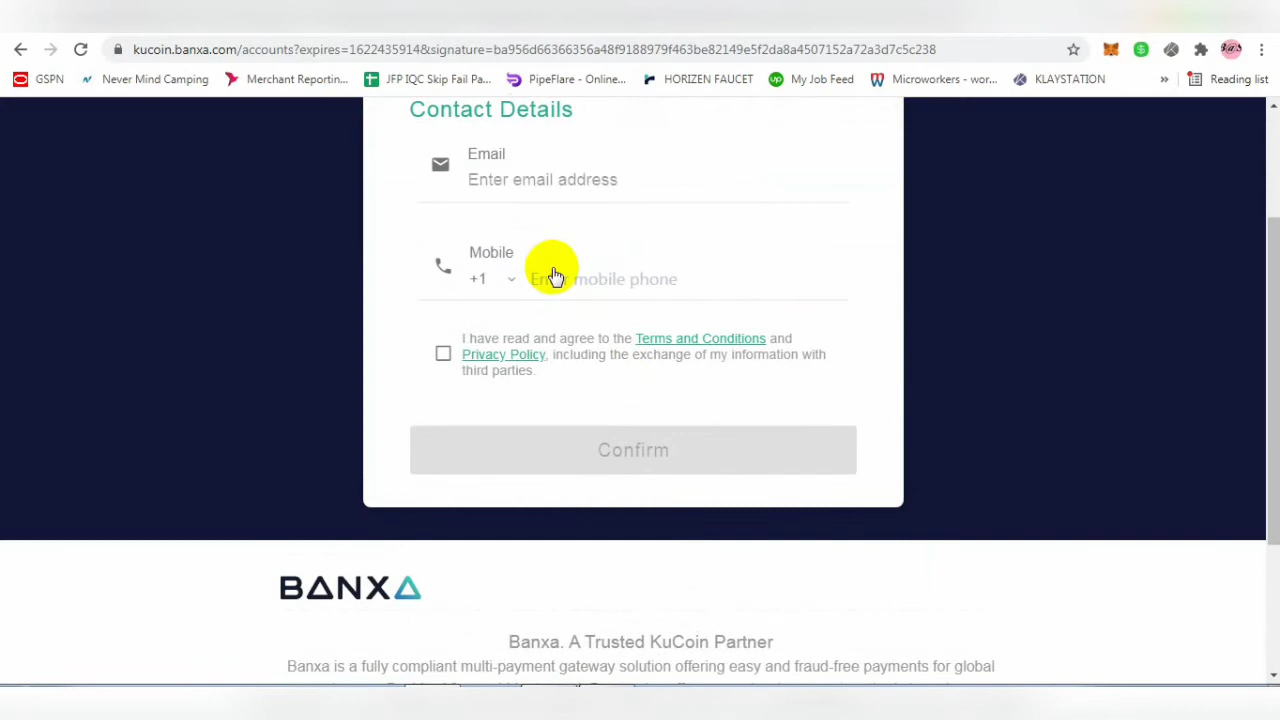 kucoin.banxa.com/accounts?expires=1622435914&signature=ba956d66366356a48f9188979f463be82149e5f2da8a4507152a72a3d7c5c238
GSPN Never Mind Camping Merchant Reportin... JFP IQC Skip Fail Pa... PipeFlare - Online... HORIZEN FAUCET My Job Feed Microworkers - wor... KLAYSTATION » Reading list
Contact Details
Email
Enter email address
Mobile
+1 Enter mobile phone
I have read and agree to the Terms and Conditions and
Privacy Policy, including the exchange of my information with
third parties.
Confirm
BANXA
Banxa. A Trusted KuCoin Partner
Banxa is a fully compliant multi-payment gateway solution offering easy and fraud-free payments for global